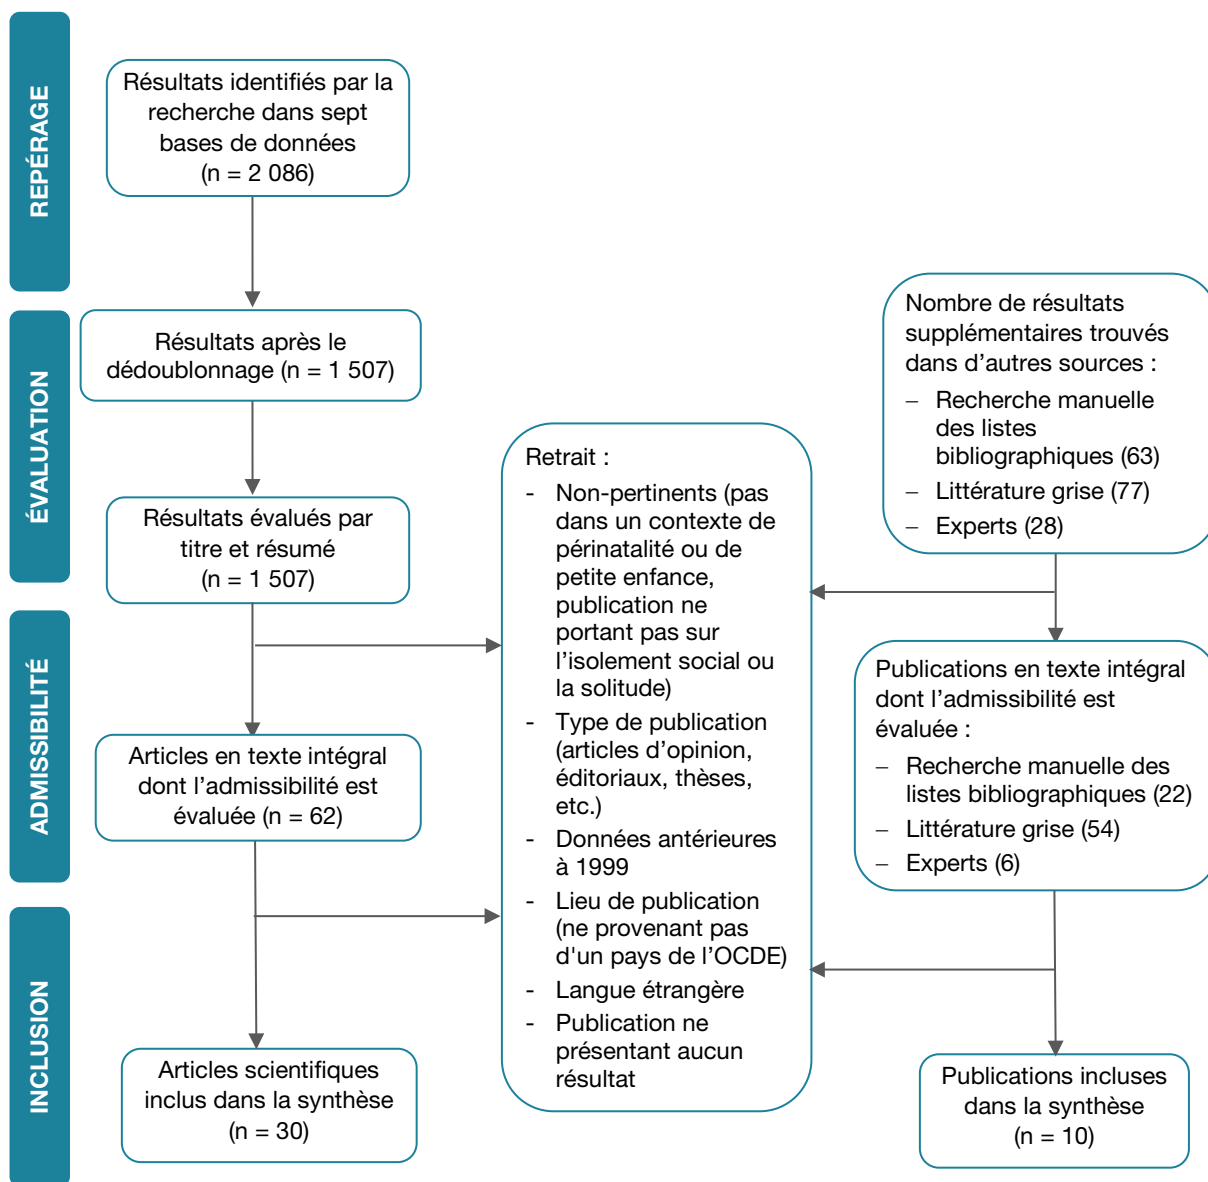 REPÉRAGE
Résultats identifiés par la
recherche dans sept
bases de données
(n = 2 086)
ÉVALUATION
Résultats après le
dédoublonnage (n = 1 507)
Résultats évalués par
titre et résumé
(n = 1 507)
ADMISSIBILITÉ
Articles en texte intégral
dont l’admissibilité est
évaluée (n = 62)
INCLUSION
Articles scientifiques
inclus dans la synthèse
(n = 30)
Retrait :
- Non-pertinents (pas
dans un contexte de
périnatalité ou de
petite enfance,
publication ne
portant pas sur
l’isolement social ou
la solitude)
- Type de publication
(articles d’opinion,
éditoriaux, thèses,
etc.)
- Données antérieures
à 1999
- Lieu de publication
(ne provenant pas
d'un pays de l’OCDE)
- Langue étrangère
- Publication ne
présentant aucun
résultat
Nombre de résultats
supplémentaires trouvés
dans d’autres sources :
– Recherche manuelle
des listes
bibliographiques (63)
– Littérature grise (77)
– Experts (28)
Publications en texte intégral
dont l’admissibilité est
évaluée :
– Recherche manuelle des
listes bibliographiques (22)
– Littérature grise (54)
– Experts (6)
Publications incluses
dans la synthèse
(n = 10)